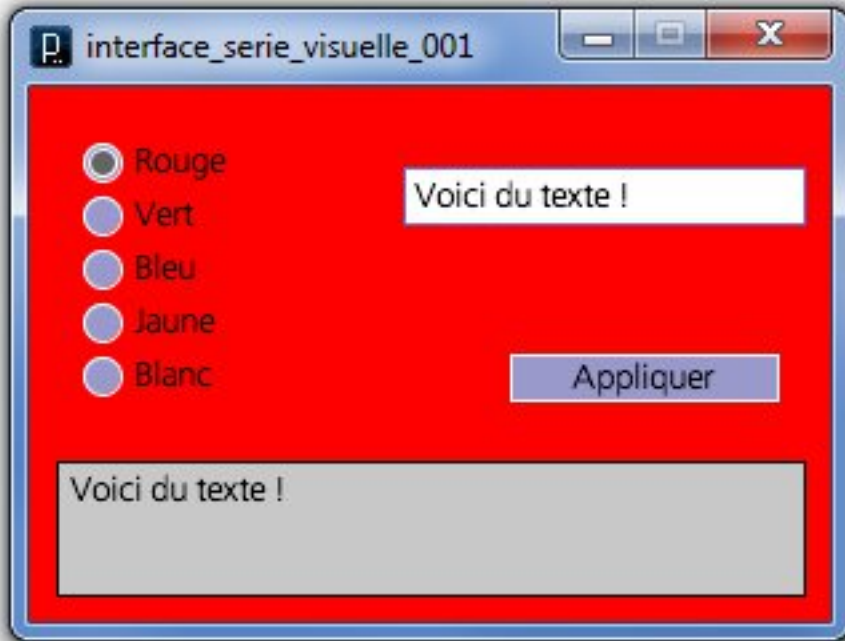 interface_serie_visuelle_001
Rouge
Vert
Bleu
Jaune
Blanc
Voici du texte !
Appliquer
Voici du texte !